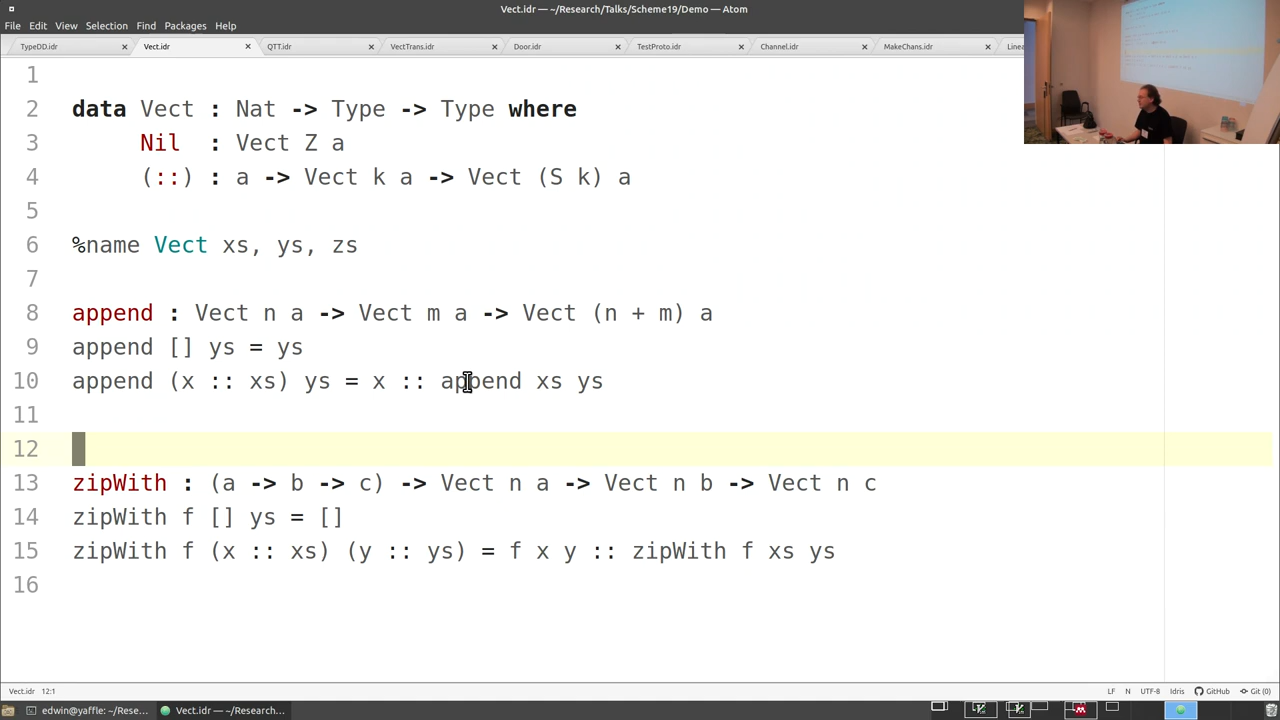 Vect.idr — ~/Research/Talks/Scheme19/Demo — Atom
File Edit View Selection Find Packages Help
TypeDD.idr Vect.idr QTT.idr VectTrans.idr Door.idr TestProto.idr Channel.idr MakeChans.idr Linea
1
2 data Vect : Nat -> Type -> Type where
3 Nil : Vect Z a
4 (::) : a -> Vect k a -> Vect (S k) a
5
6 %name Vect xs, ys, zs
7
8 append : Vect n a -> Vect m a -> Vect (n + m) a
9 append [] ys = ys
10 append (x :: xs) ys = x :: append xs ys
11
12
13 zipWith : (a -> b -> c) -> Vect n a -> Vect n b -> Vect n c
14 zipWith f [] ys = []
15 zipWith f (x :: xs) (y :: ys) = f x y :: zipWith f xs ys
16
Vect.idr 12:1 LF N UTF-8 Idris GitHub Git (0)
edwin@yaffle: ~/Rese... Vect.idr — ~/Research...